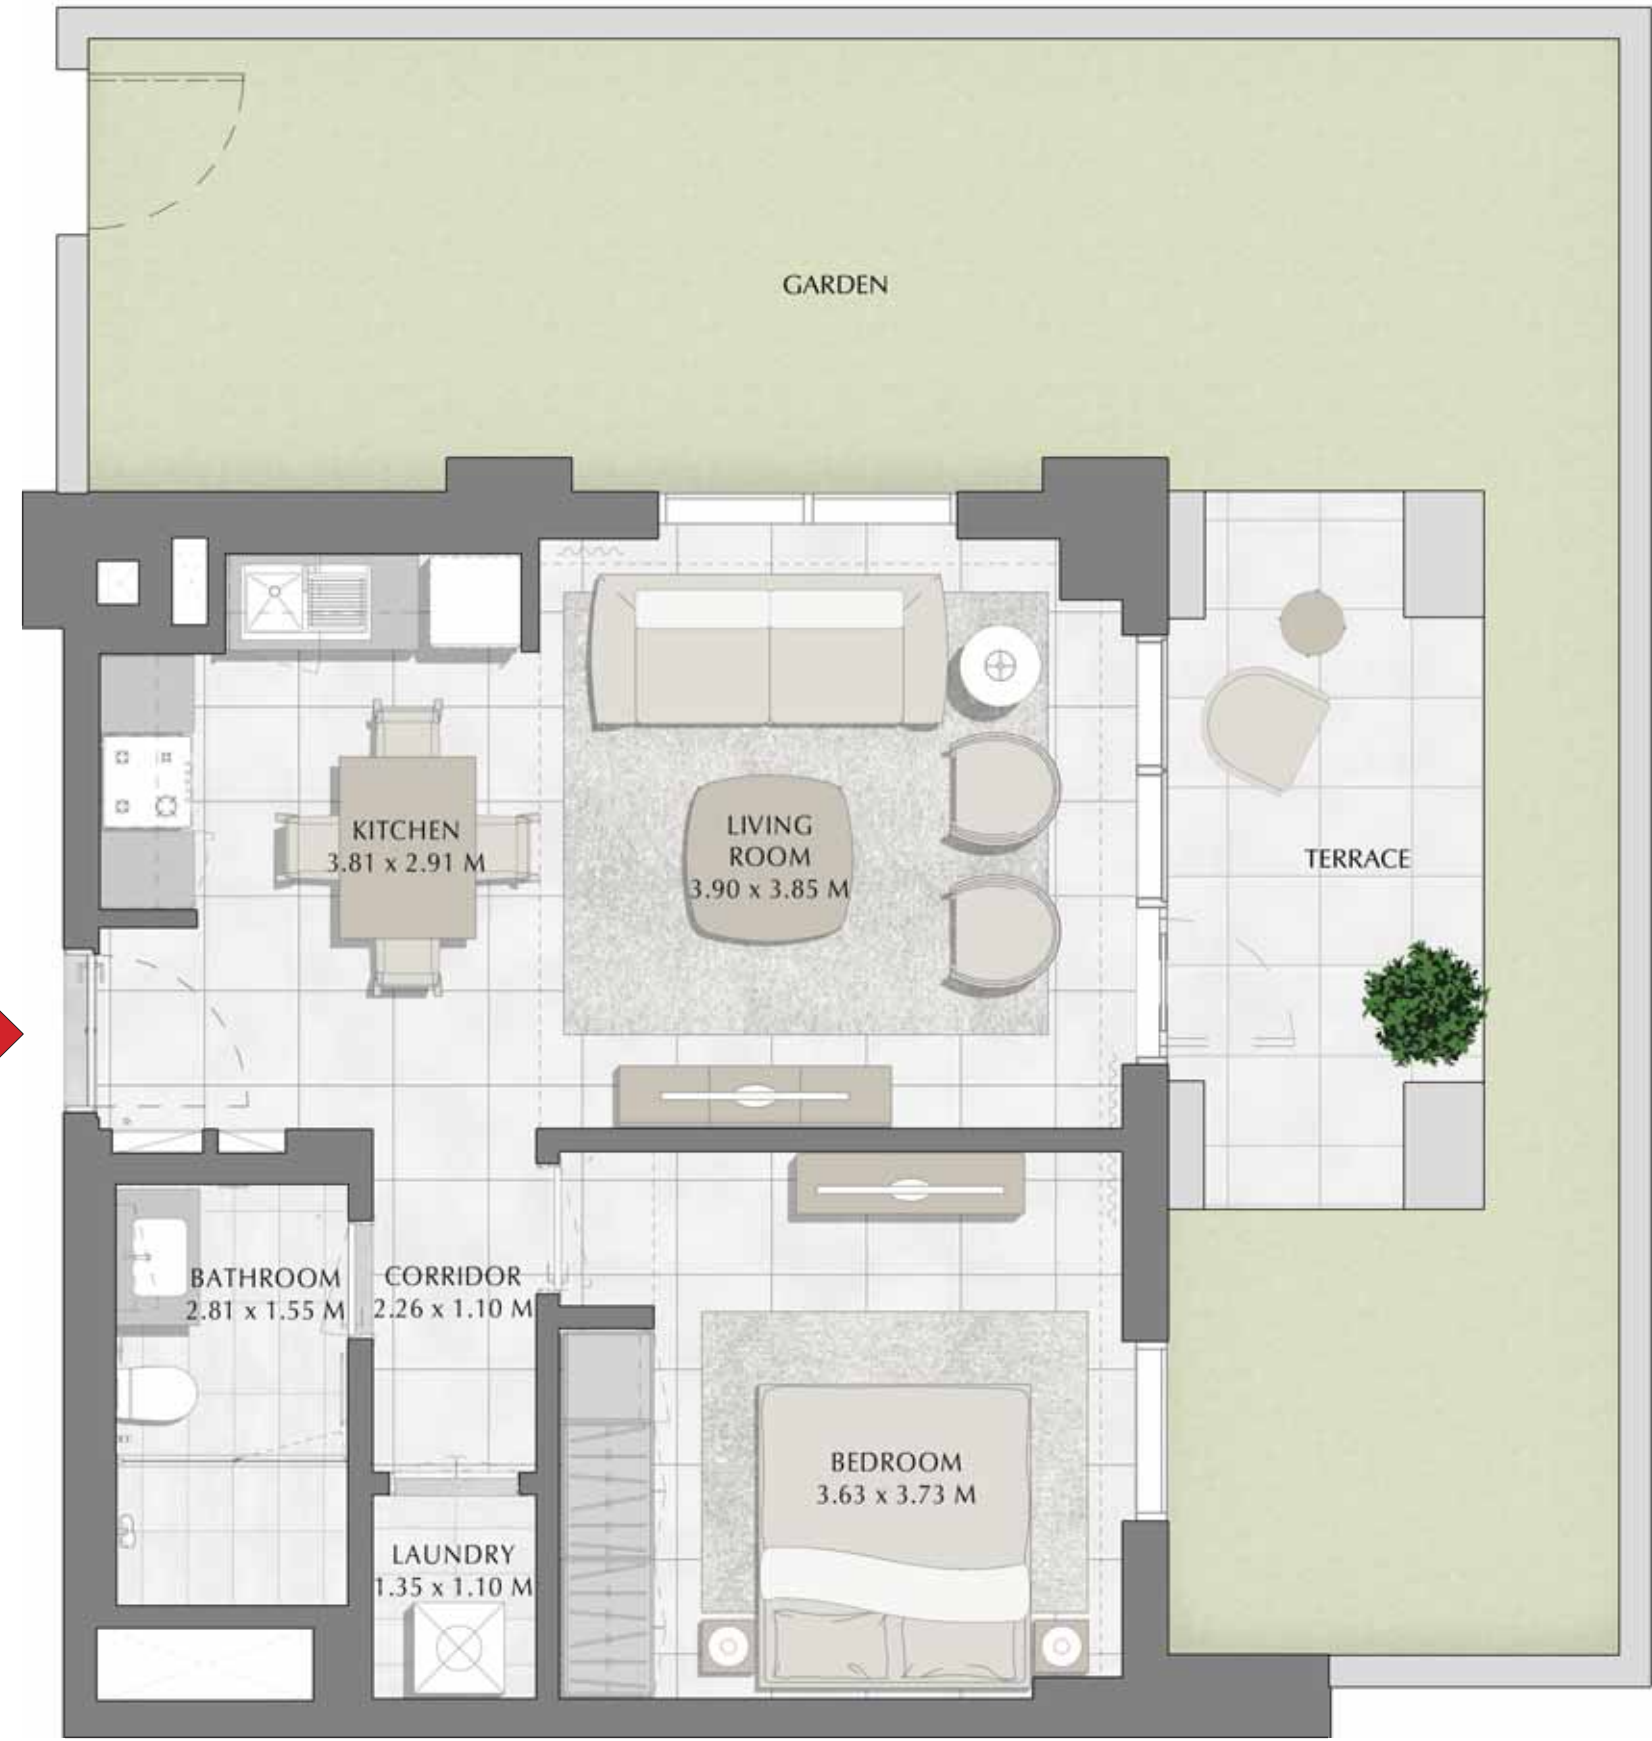 GARDEN
KITCHEN
3.81 x 2.91 M
LIVING
ROOM
3.90 x 3.85 M
TERRACE
BATHROOM
2.81 x 1.55 M
CORRIDOR
2.26 x 1.10 M
BEDROOM
3.63 x 3.73 M
LAUNDRY
1.35 x 1.10 M